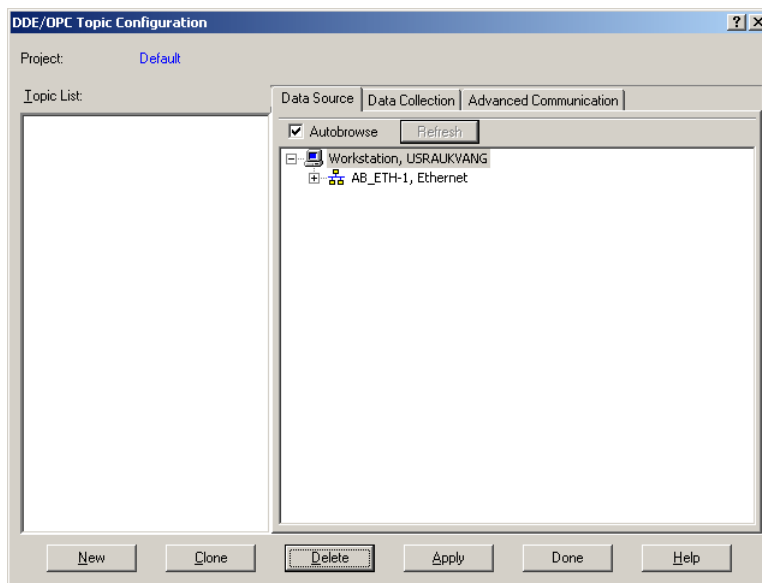 DDE/OPC Topic Configuration
Project: Default
Topic List:
Data Source Data Collection Advanced Communication
Autobrowse Refresh
Workstation, USRAUKVANG
AB_ETH-1, Ethernet
New Clone Delete Apply Done Help